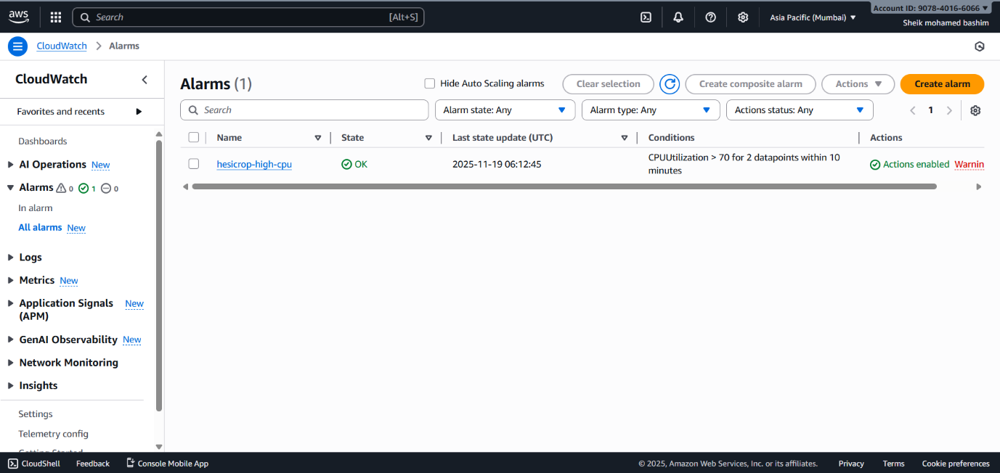 aws
Search [Alt+S]
Asia Pacific (Mumbai)
Account ID: 9078-4016-6066
Sheik mohamed bashim
CloudWatch
Alarms
CloudWatch
Favorites and recents
Dashboards
AI Operations New
Alarms 0 1 0
In alarm
All alarms New
Logs
Metrics New
Application Signals New
(APM)
GenAI Observability New
Network Monitoring
Insights
Settings
Telemetry config
Getting Started
Alarms (1)
Hide Auto Scaling alarms
Clear selection
Create composite alarm
Actions
Create alarm
Search
Alarm state: Any
Alarm type: Any
Actions status: Any
1
Name State Last state update (UTC) Conditions Actions
hesicrop-high-cpu OK 2025-11-19 06:12:45 CPUUtilization > 70 for 2 datapoints within 10
minutes
Actions enabled Warnin
CloudShell Feedback Console Mobile App © 2025, Amazon Web Services, Inc. or its affiliates. Privacy Terms Cookie preferences